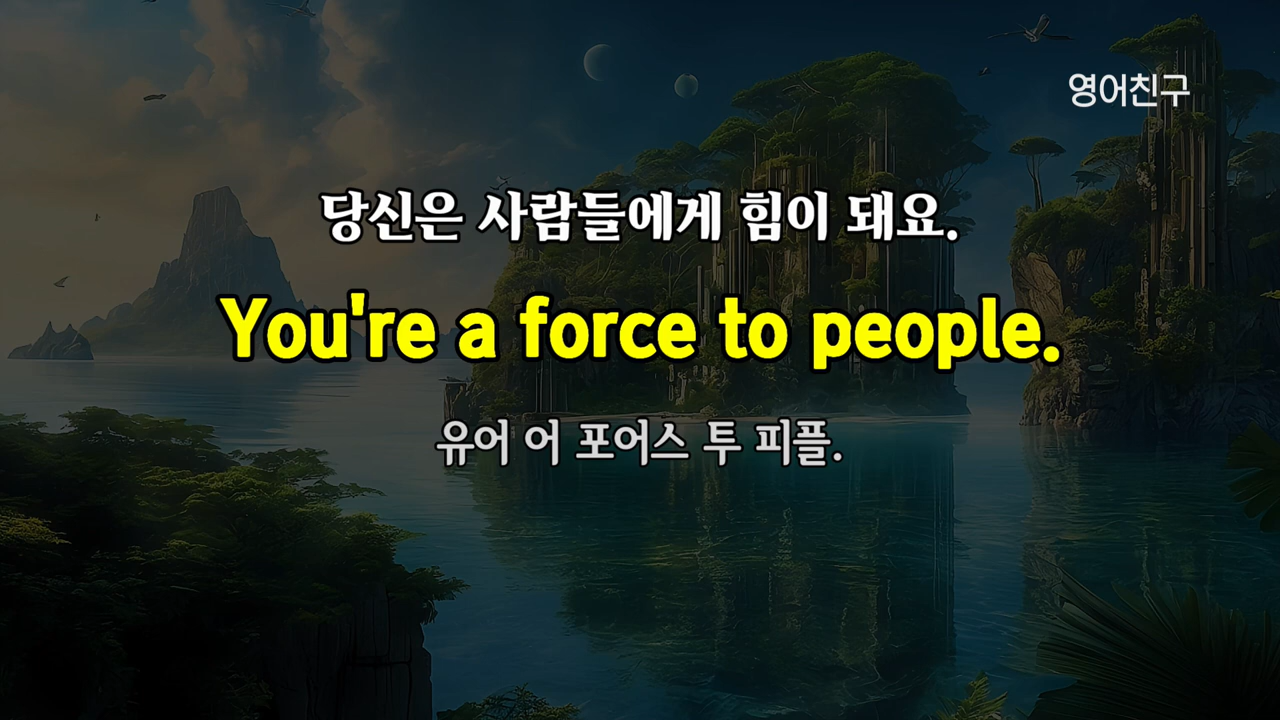 영어친구
당신은 사람들에게 힘이 돼요.
You're a force to people.
유어 어 포어스 투 피플.